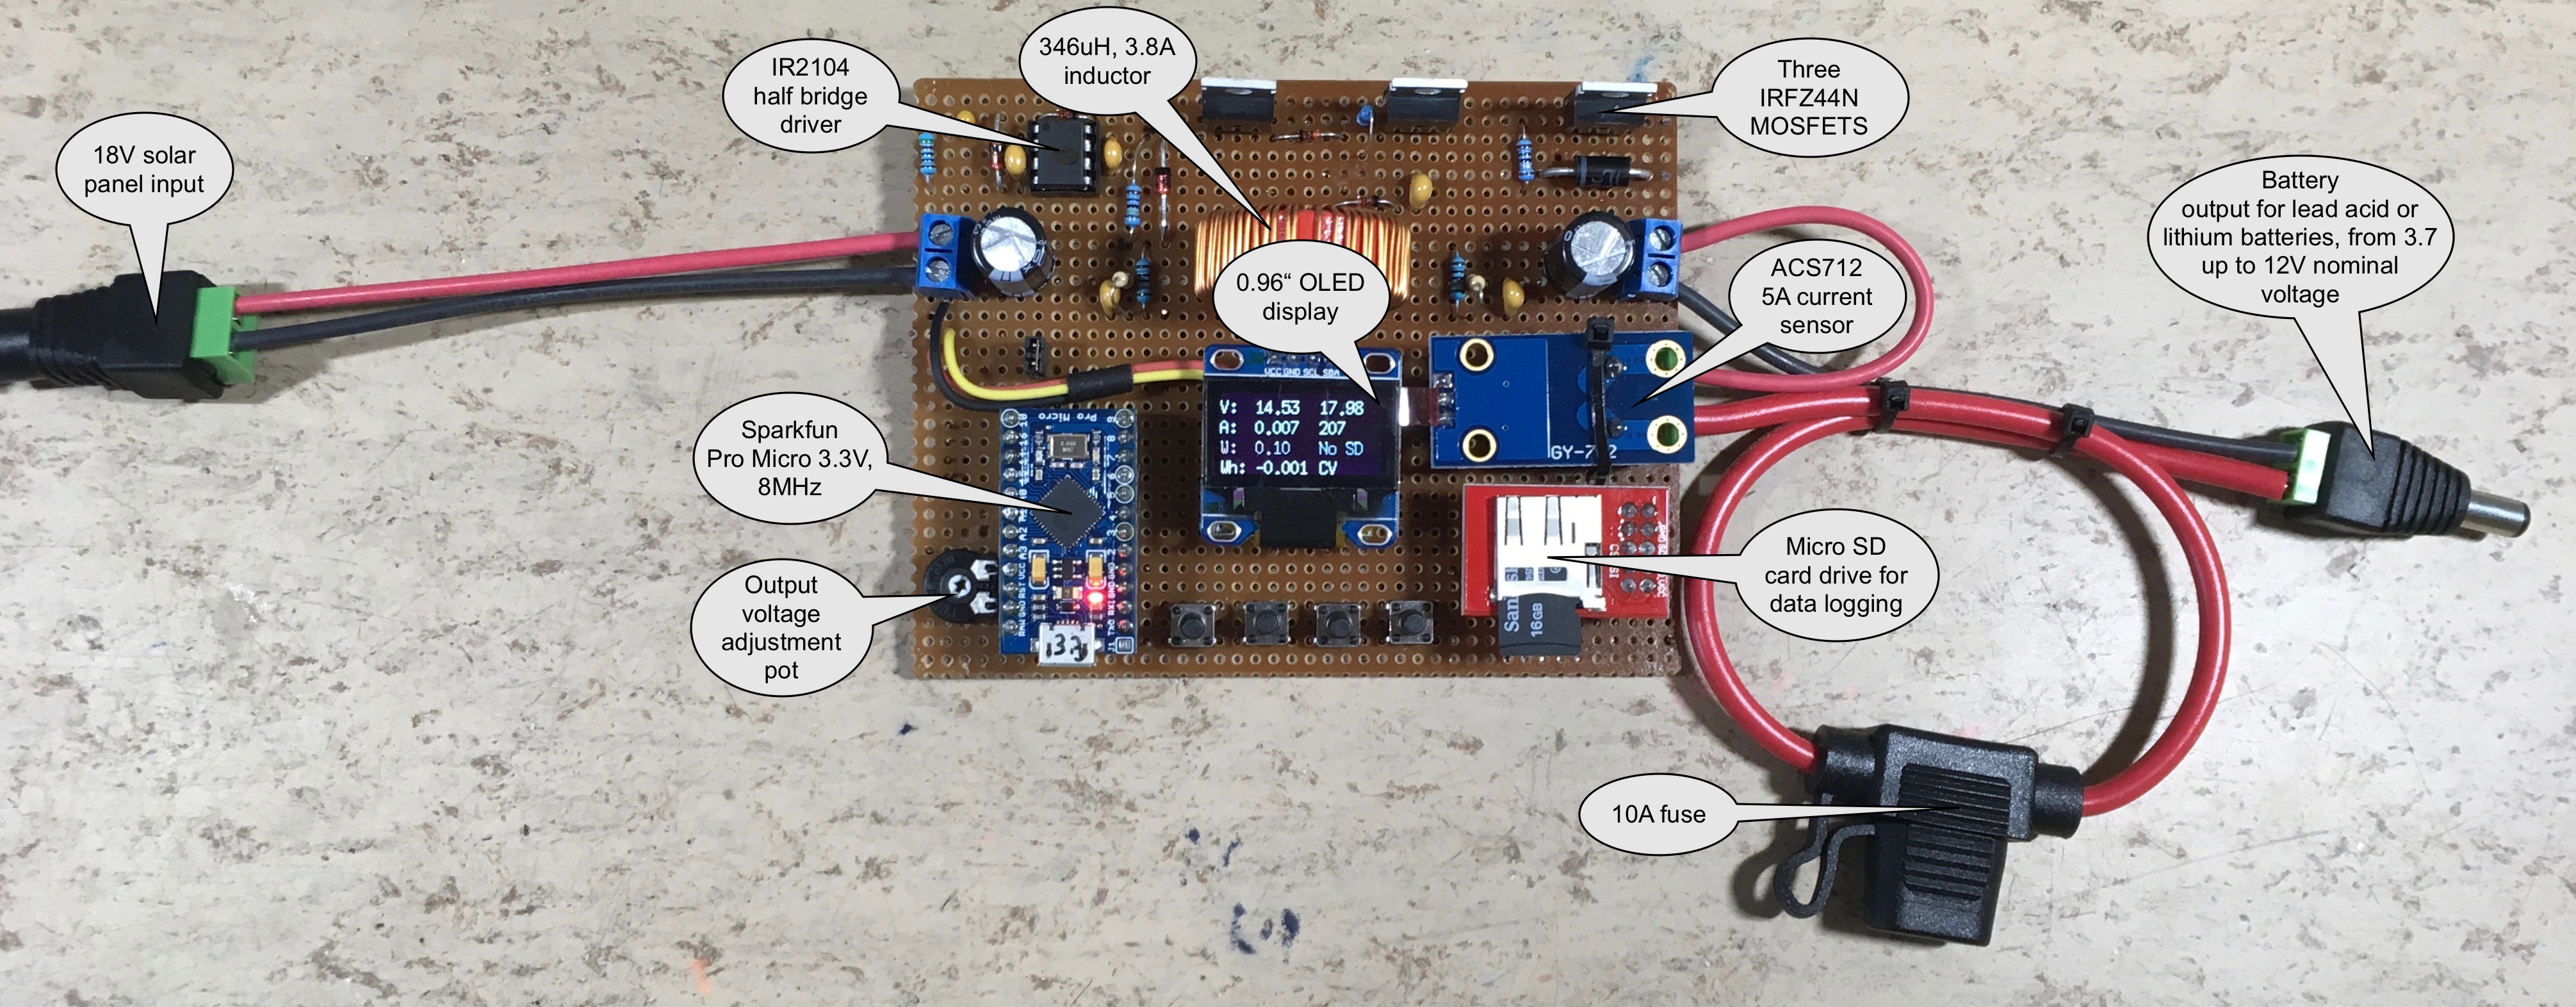 346uH, 3.8A
inductor
IR2104
half bridge
driver
Three
IRFZ44N
MOSFETS
18V solar
panel input
Battery
output for lead acid or
lithium batteries, from 3.7
up to 12V nominal
voltage
0.96“ OLED
display
ACS712
5A current
sensor
VCC GND SCL SDA
V: 14.53 17.98
A: 0.007 207
W: 0.10 No SD
Wh: -0.001 CV
GY-712
Sparkfun
Pro Micro 3.3V,
8MHz
Pro Micro
Micro SD
card drive for
data logging
Output
voltage
adjustment
pot
San
16GB
3.3V
J1
10A fuse